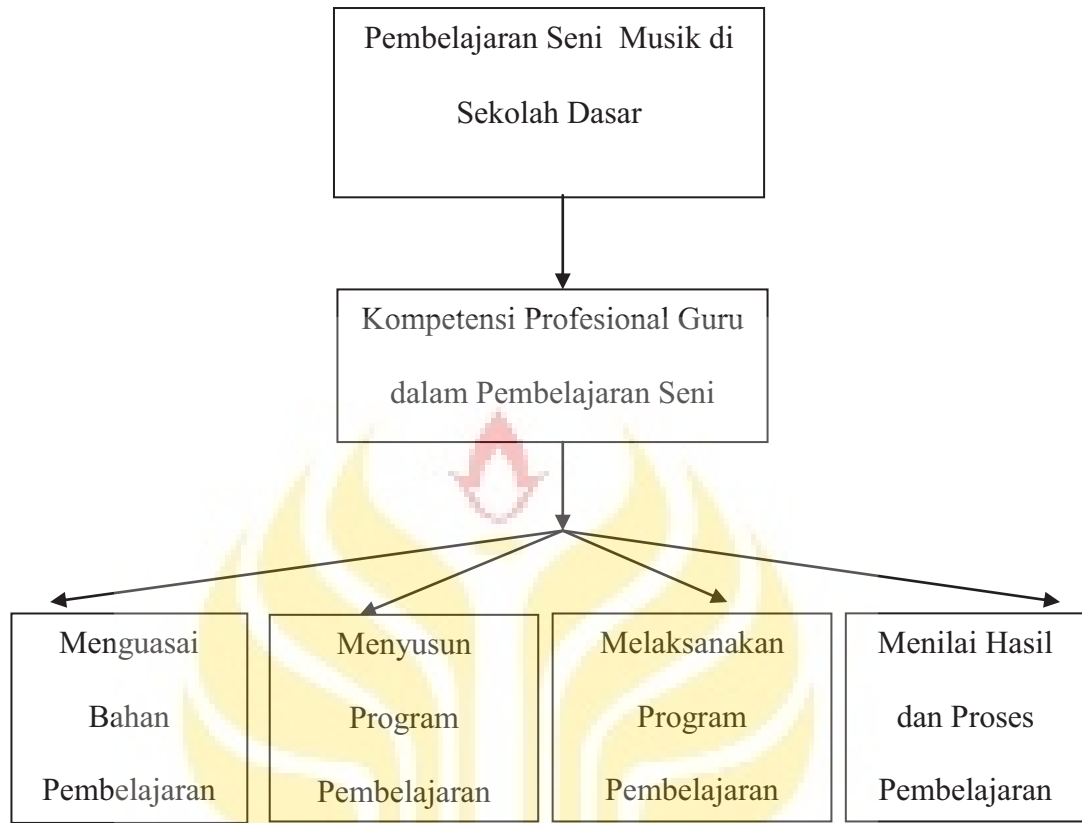 Pembelajaran Seni Musik di
Sekolah Dasar
Kompetensi Profesional Guru
dalam Pembelajaran Seni
Menguasai
Bahan
Pembelajaran
Menyusun
Program
Pembelajaran
Melaksanakan
Program
Pembelajaran
Menilai Hasil
dan Proses
Pembelajaran